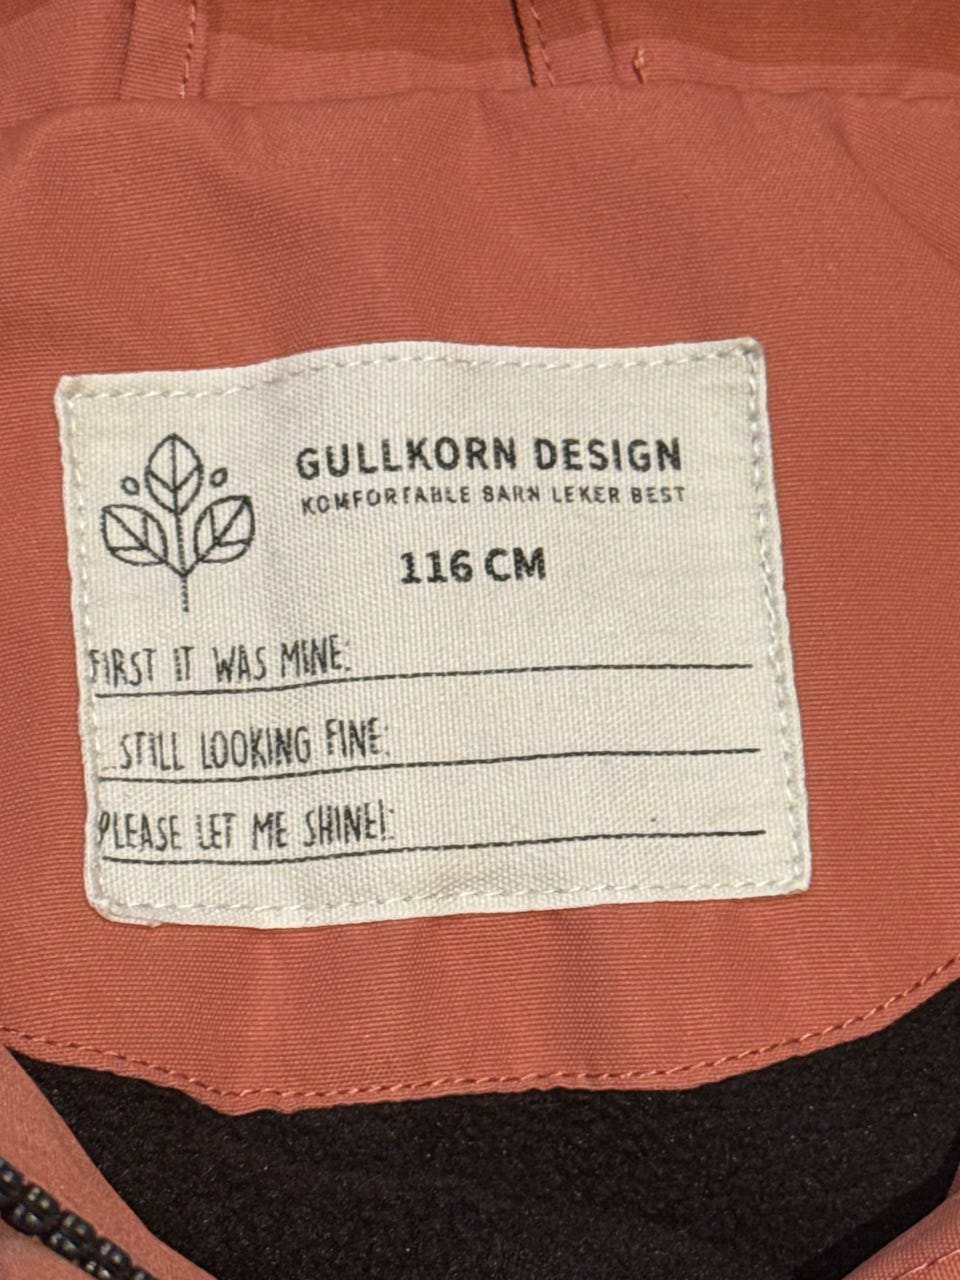 GULLKORN DESIGN
KOMFORTABLE BARN LEKER BEST
116 CM
FIRST IT WAS MINE:
...STILL LOOKING FINE:
PLEASE LET ME SHINE!: